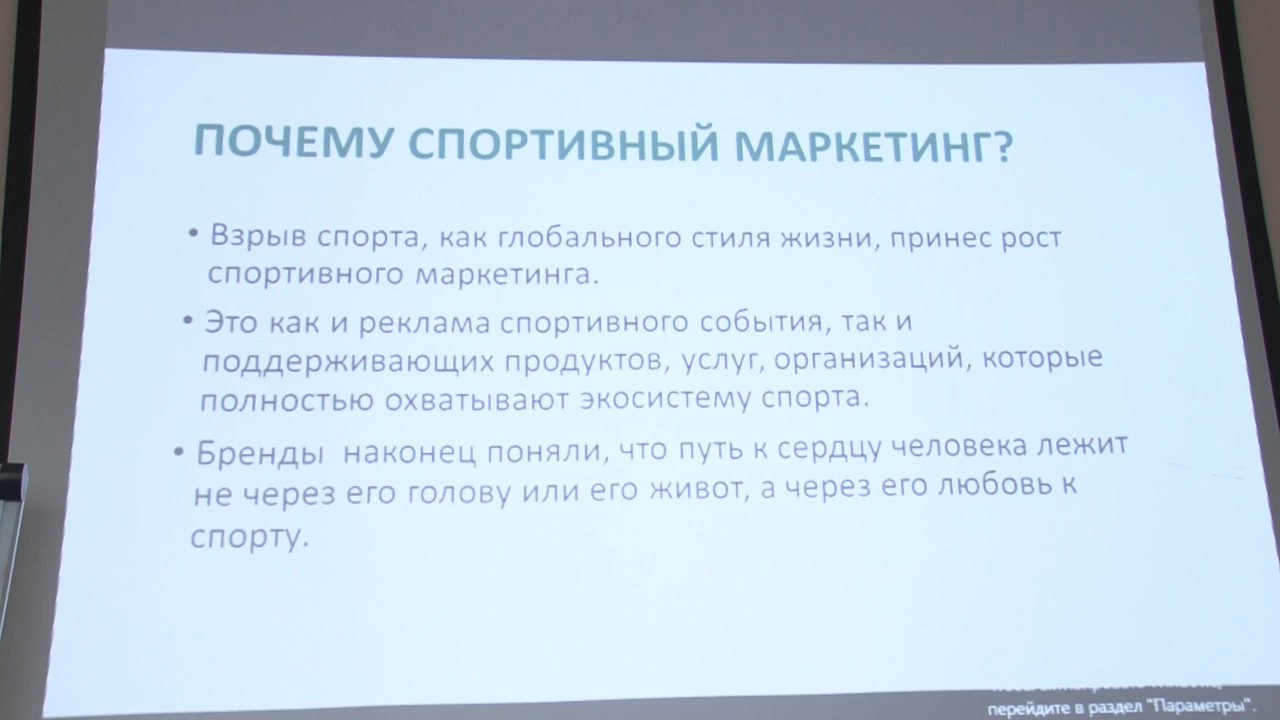 ПОЧЕМУ СПОРТИВНЫЙ МАРКЕТИНГ?
• Взрыв спорта, как глобального стиля жизни, принес рост
спортивного маркетинга.
• Это как и реклама спортивного события, так и
поддерживающих продуктов, услуг, организаций, которые
полностью охватывают экосистему спорта.
• Бренды наконец поняли, что путь к сердцу человека лежит
не через его голову или его живот, а через его любовь к
спорту.
перейдите в раздел "Параметры".